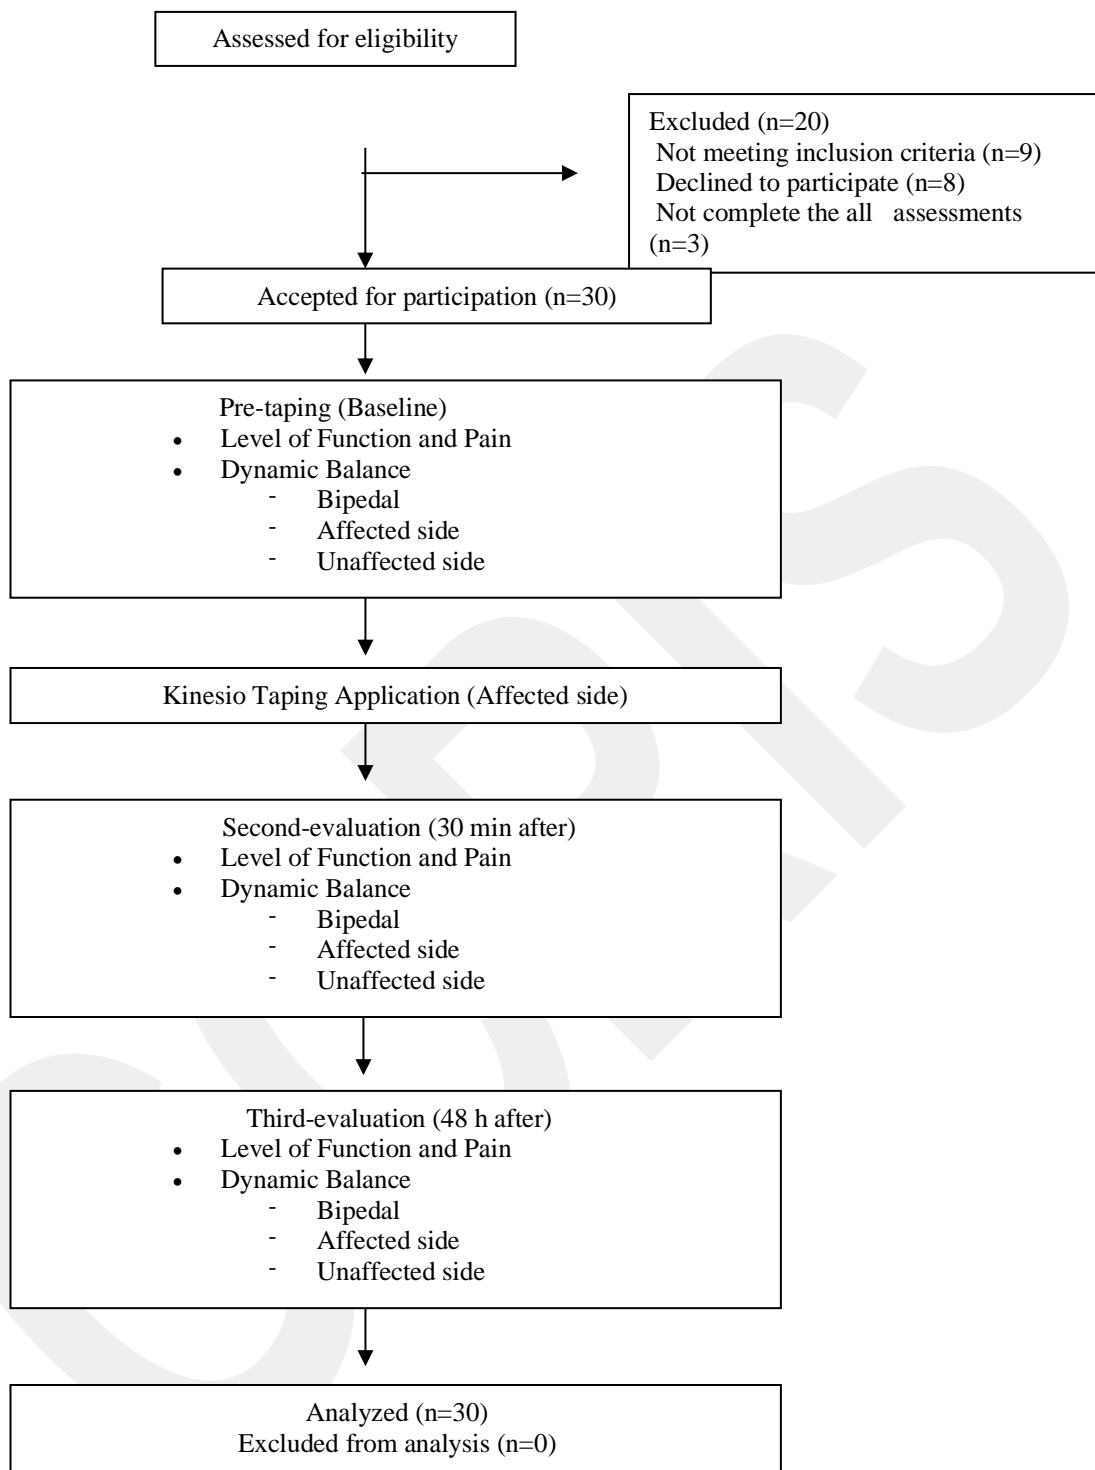 Assessed for eligibility
Excluded (n=20)
Not meeting inclusion criteria (n=9)
Declined to participate (n=8)
Not complete the all assessments
(n=3)
Accepted for participation (n=30)
Pre-taping (Baseline)
• Level of Function and Pain
• Dynamic Balance
- Bipedal
- Affected side
- Unaffected side
Kinesio Taping Application (Affected side)
Second-evaluation (30 min after)
• Level of Function and Pain
• Dynamic Balance
- Bipedal
- Affected side
- Unaffected side
Third-evaluation (48 h after)
• Level of Function and Pain
• Dynamic Balance
- Bipedal
- Affected side
- Unaffected side
Analyzed (n=30)
Excluded from analysis (n=0)